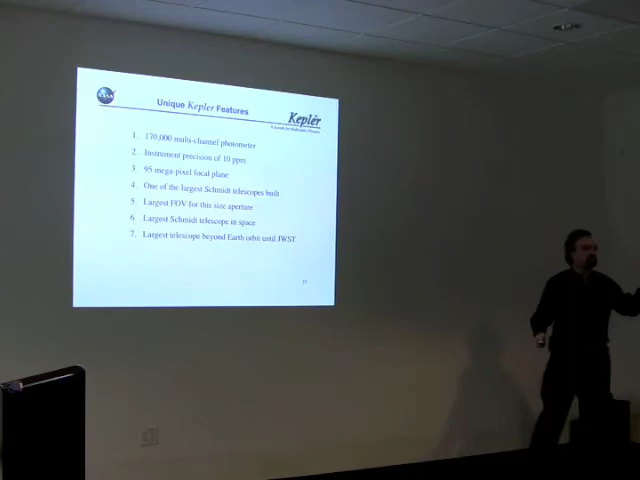 Unique Kepler Features
Kepler
1. 170,000 multi-channel photometer
2. Instrument precision of 10 ppm
3. 95 mega-pixel focal plane
4. One of the largest Schmidt telescopes built
5. Largest FOV for this size aperture
6. Largest Schmidt telescope in space
7. Largest telescope beyond Earth orbit until JWST